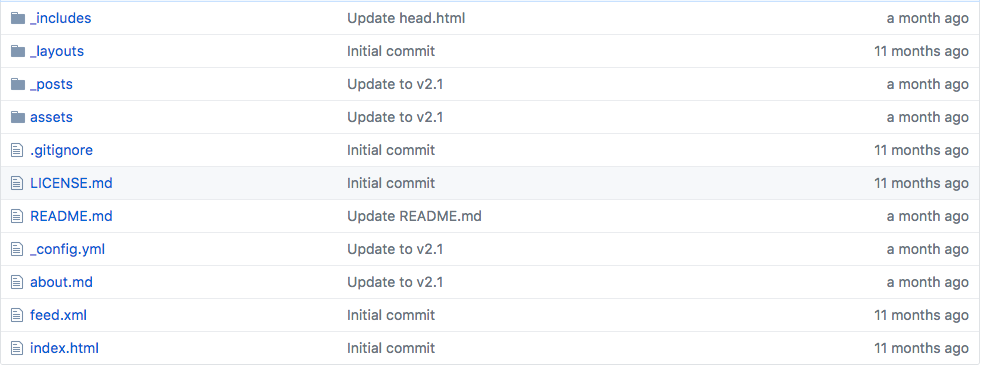 _includes Update head.html a month ago
_layouts Initial commit 11 months ago
_posts Update to v2.1 a month ago
assets Update to v2.1 a month ago
.gitignore Initial commit 11 months ago
LICENSE.md Initial commit 11 months ago
README.md Update README.md a month ago
_config.yml Update to v2.1 a month ago
about.md Update to v2.1 a month ago
feed.xml Initial commit 11 months ago
index.html Initial commit 11 months ago